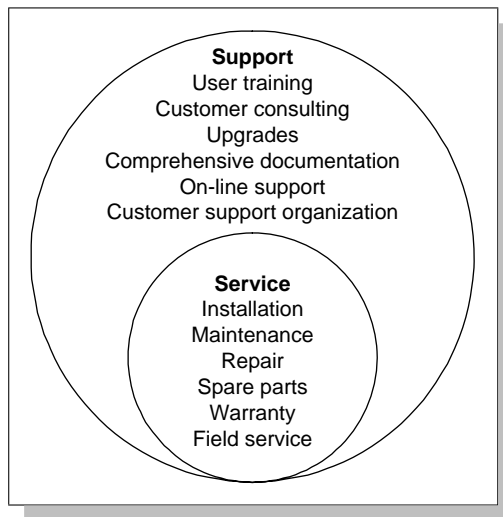 Support
User training
Customer consulting
Upgrades
Comprehensive documentation
On-line support
Customer support organization
Service
Installation
Maintenance
Repair
Spare parts
Warranty
Field service